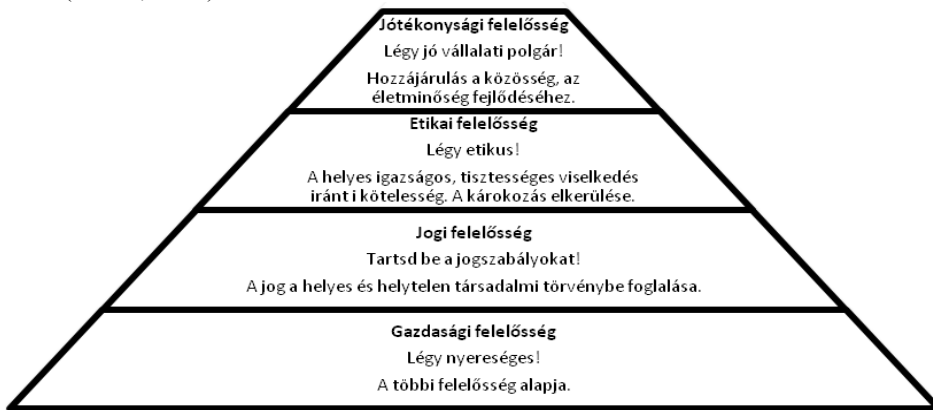 Jótékonysági felelősség
Légy jó vállalati polgár!
Hozzájárulás a közösség, az
életminőség fejlődéséhez.
Etikai felelősség
Légy etikus!
A helyes igazságos, tisztességes viselkedés
iránt i kötelesség. A károkozás elkerülése.
Jogi felelősség
Tartsd be a jogszabályokat!
A jog a helyes és helytelen társadalmi törvénybe foglalása.
Gazdasági felelősség
Légy nyereséges!
A többi felelősség alapja.